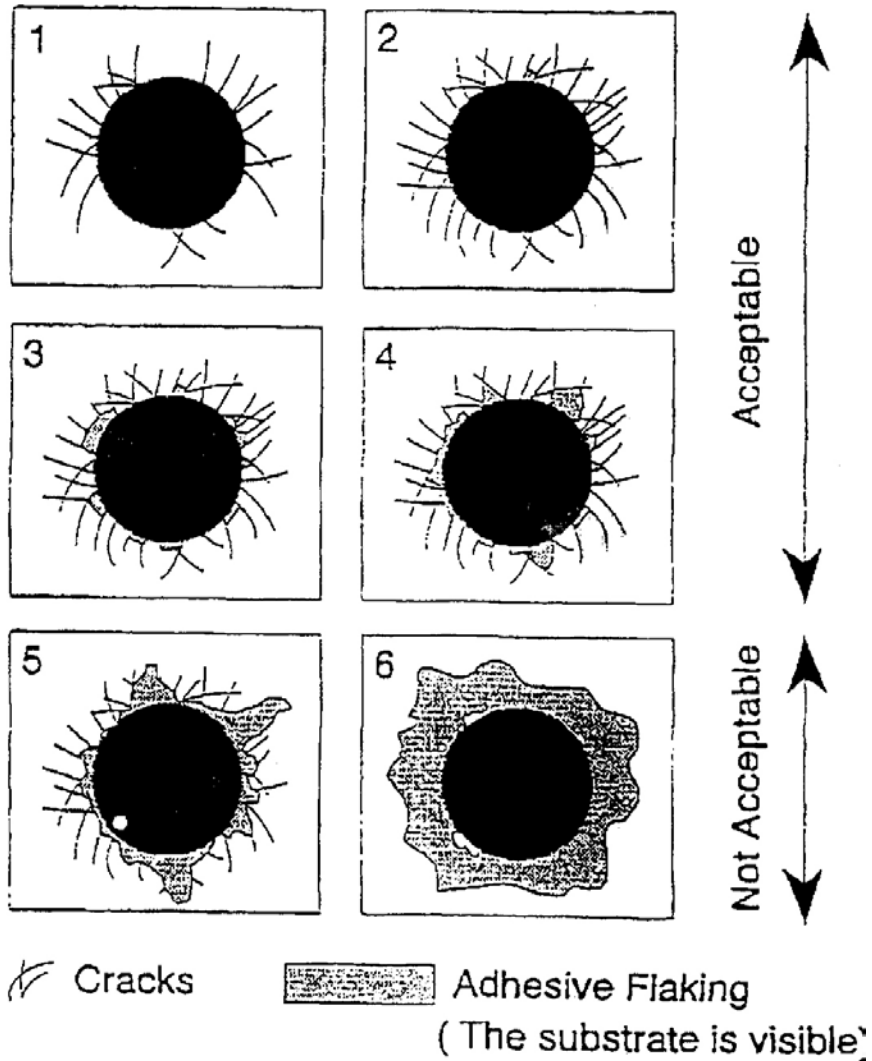 1
2
3
4
Acceptable
5
6
Not Acceptable
Cracks
Adhesive Flaking
( The substrate is visible)